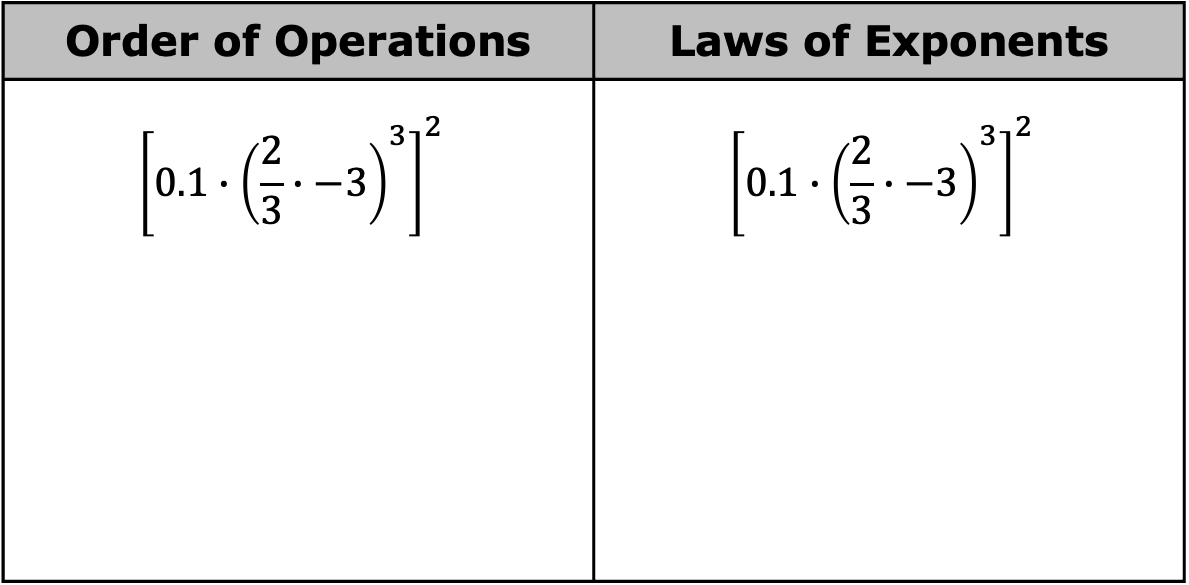 Order of Operations
Laws of Exponents
[0.1 · (2/3 · −3)³]²
[0.1 · (2/3 · −3)³]²